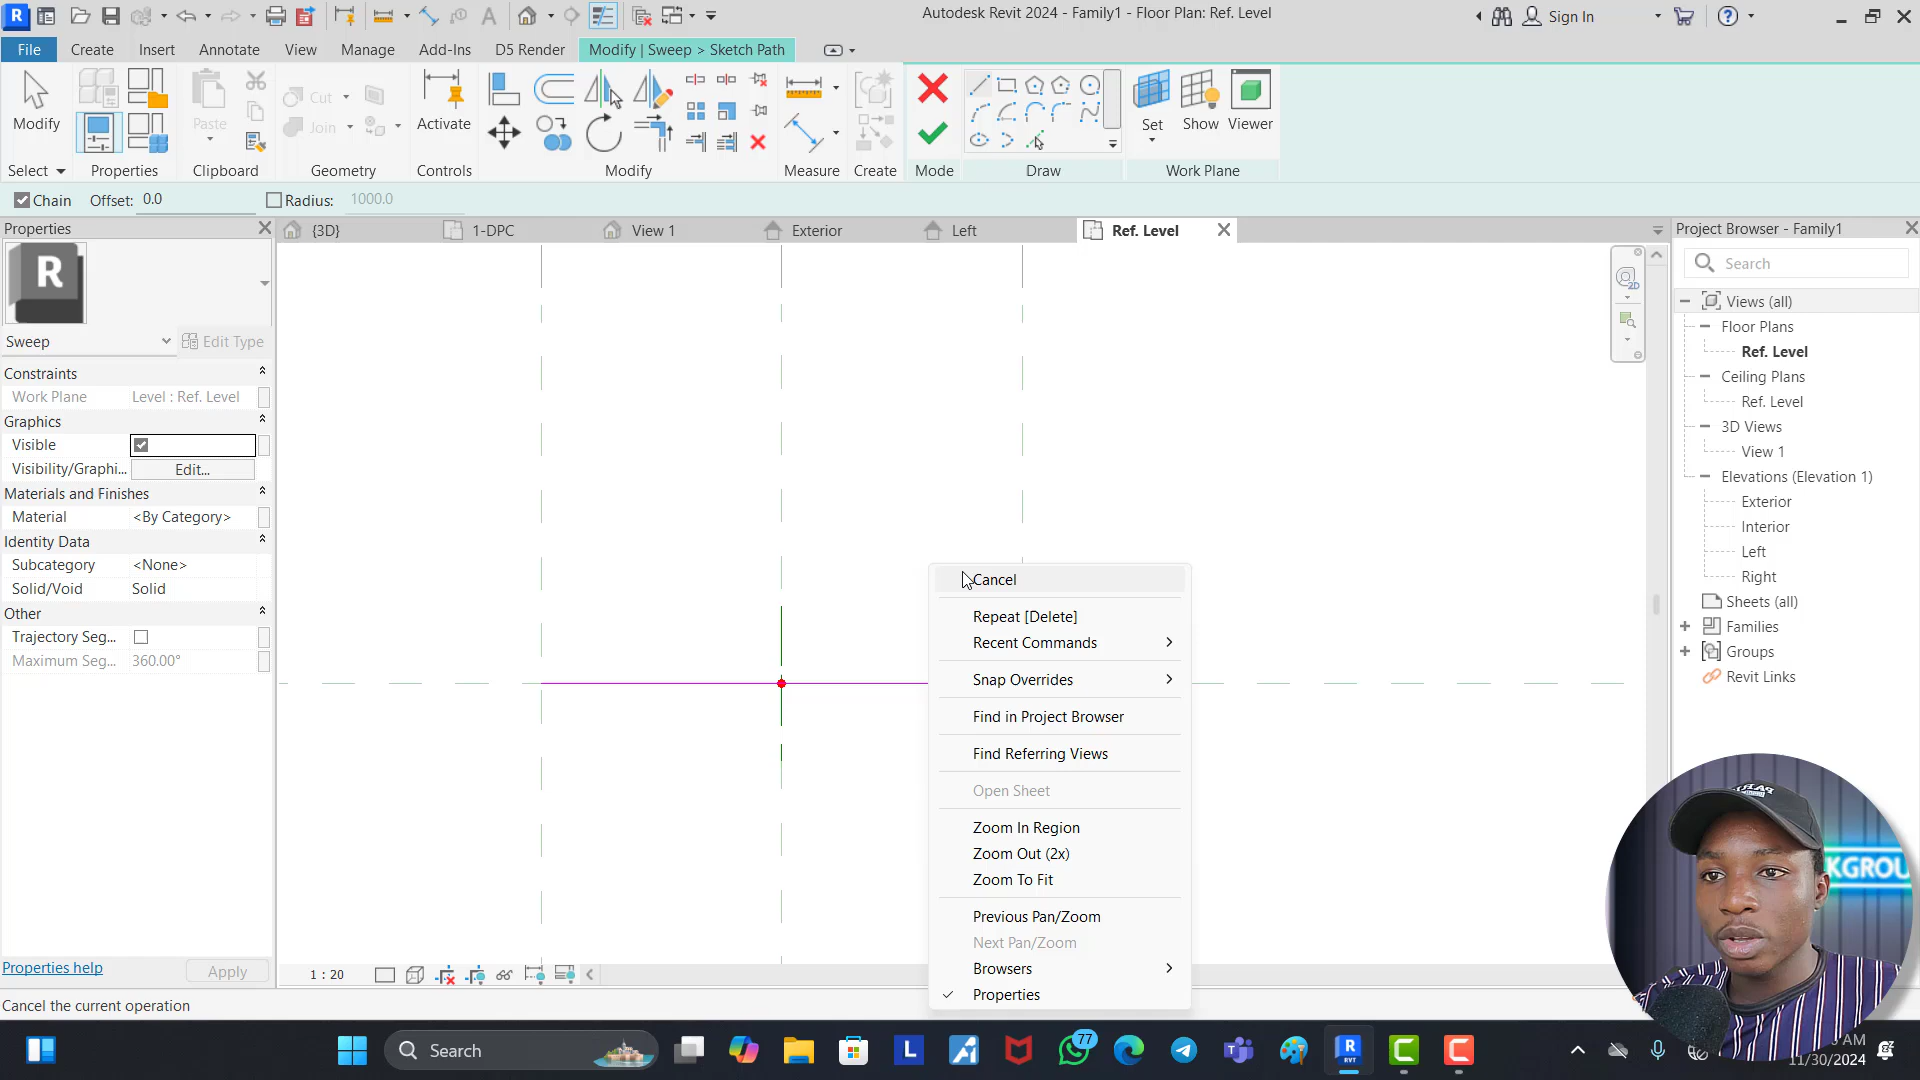 Autodesk Revit 2024 - Family1 - Floor Plan: Ref. Level
Sign In
File
Create
Insert
Annotate
View
Manage
Add-Ins
D5 Render
Modify | Sweep > Sketch Path
Modify
Paste
Cut
Join
Activate
Set
Show
Viewer
Select
Properties
Clipboard
Geometry
Controls
Modify
Measure
Create
Mode
Draw
Work Plane
Chain
Offset: 0.0
Radius: 1000.0
Properties
{3D}
1-DPC
View 1
Exterior
Left
Ref. Level
Project Browser - Family1
R
Sweep
Edit Type
Constraints
Work Plane
Level : Ref. Level
Graphics
Visible
Visibility/Graphi...
Edit...
Materials and Finishes
Material
<By Category>
Identity Data
Subcategory
<None>
Solid/Void
Solid
Other
Trajectory Seg...
Maximum Seg...
360.00°
Properties help
Apply
Cancel
Repeat [Delete]
Recent Commands
Snap Overrides
Find in Project Browser
Find Referring Views
Open Sheet
Zoom In Region
Zoom Out (2x)
Zoom To Fit
Previous Pan/Zoom
Next Pan/Zoom
Browsers
Properties
2D
Search
Views (all)
Floor Plans
Ref. Level
Ceiling Plans
Ref. Level
3D Views
View 1
Elevations (Elevation 1)
Exterior
Interior
Left
Right
Sheets (all)
Families
Groups
Revit Links
1 : 20
Cancel the current operation
Search
77
AM
11/30/2024